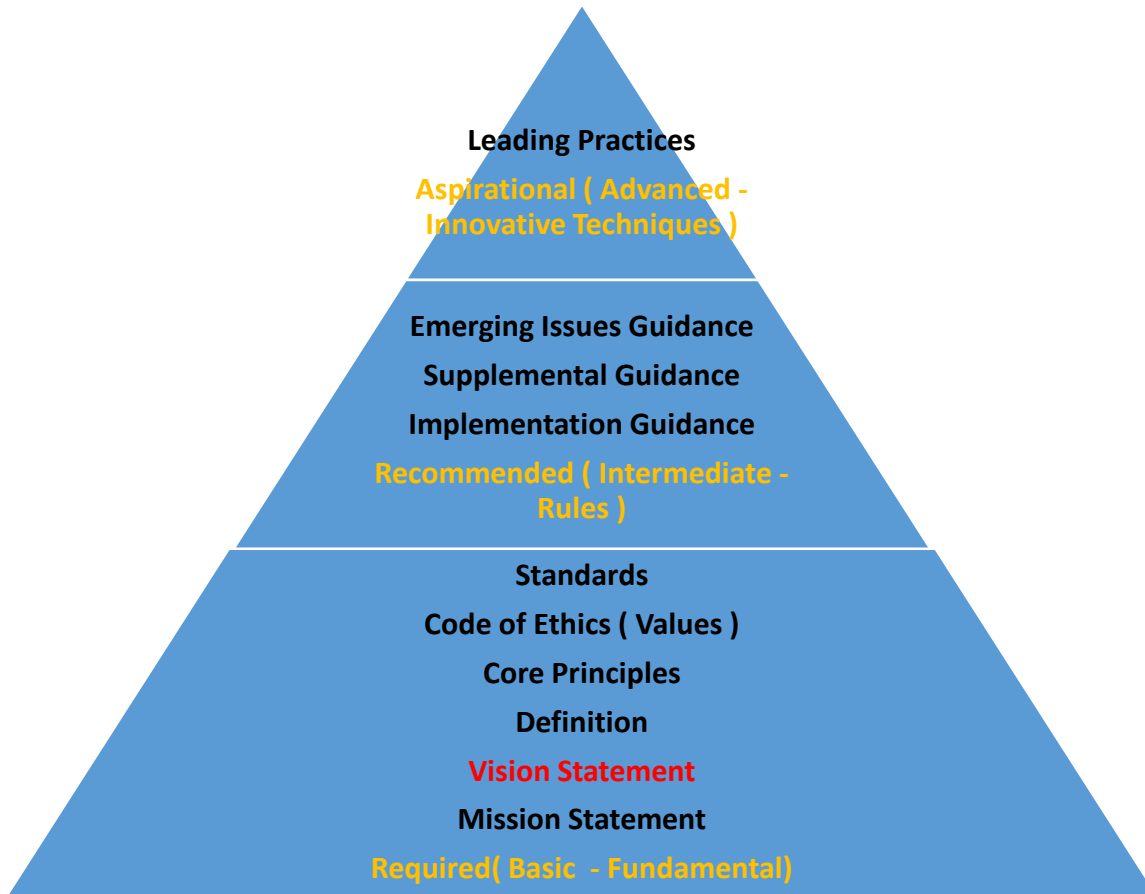 Leading Practices
Aspirational ( Advanced -
Innovative Techniques )
Emerging Issues Guidance
Supplemental Guidance
Implementation Guidance
Recommended ( Intermediate -
Rules )
Standards
Code of Ethics ( Values )
Core Principles
Definition
Vision Statement
Mission Statement
Required( Basic  - Fundamental)